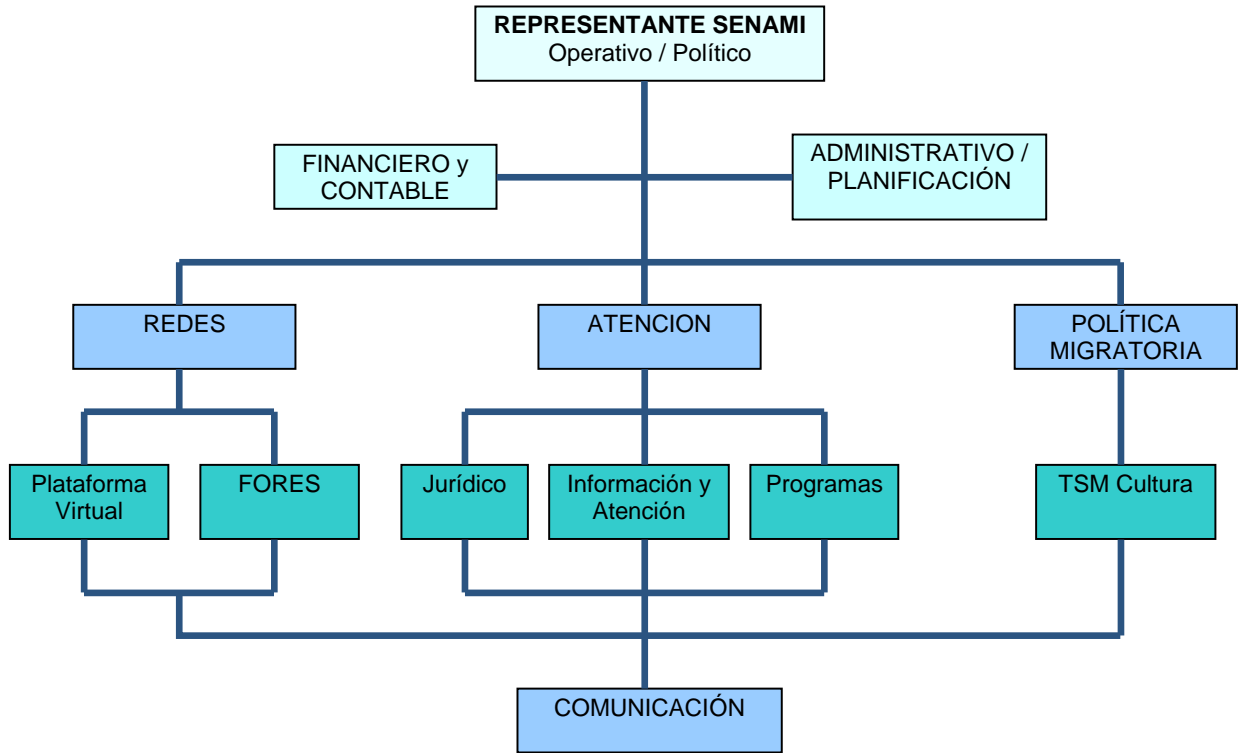 REPRESENTANTE SENAMI
Operativo / Político
FINANCIERO y
CONTABLE
ADMINISTRATIVO /
PLANIFICACIÓN
REDES
ATENCION
POLÍTICA
MIGRATORIA
Plataforma
Virtual
FORES
Jurídico
Información y
Atención
Programas
TSM Cultura
COMUNICACIÓN